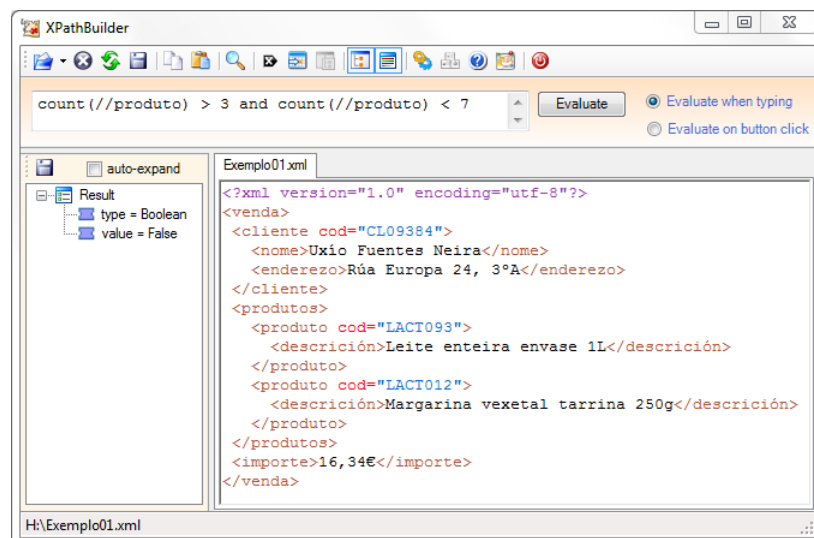 XPathBuilder
count(//produto) > 3 and count(//produto) < 7
Evaluate
Evaluate when typing
Evaluate on button click
auto-expand
Result
type = Boolean
value = False
Exemplo01.xml
<?xml version="1.0" encoding="utf-8"?>
<venda>
<cliente cod="CL09384">
<nome>Uxío Fuentes Neira</nome>
<enderezo>Rúa Europa 24, 3ºA</enderezo>
</cliente>
<produtos>
<produto cod="LACT093">
<descrición>Leite enteira envase 1L</descrición>
</produto>
<produto cod="LACT012">
<descrición>Margarina vexetal tarrina 250g</descrición>
</produto>
</produtos>
<importe>16,34€</importe>
</venda>
H:\Exemplo01.xml